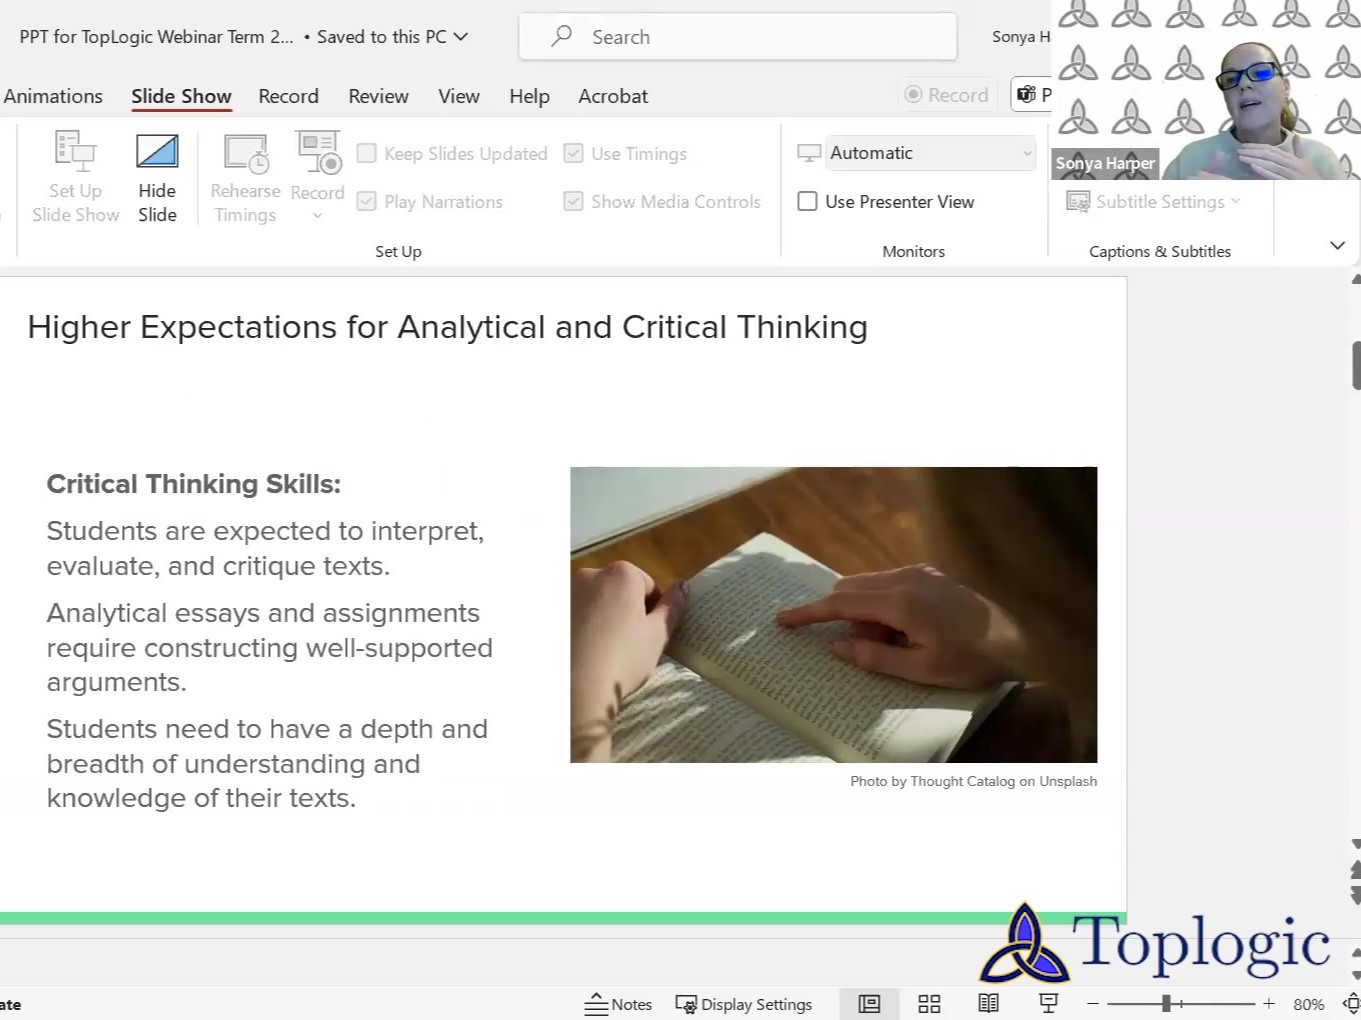 PPT for TopLogic Webinar Term 2... • Saved to this PC
Search
Sonya H
Animations Slide Show Record Review View Help Acrobat
Record
P
Set Up
Slide Show
Hide
Slide
Rehearse
Timings
Record
Keep Slides Updated
Use Timings
Play Narrations
Show Media Controls
Set Up
Automatic
Use Presenter View
Monitors
Sonya Harper
Subtitle Settings
Captions & Subtitles
Higher Expectations for Analytical and Critical Thinking
Critical Thinking Skills:
Students are expected to interpret,
evaluate, and critique texts.
Analytical essays and assignments
require constructing well-supported
arguments.
Students need to have a depth and
breadth of understanding and
knowledge of their texts.
Photo by Thought Catalog on Unsplash
Toplogic
ate
Notes
Display Settings
80%